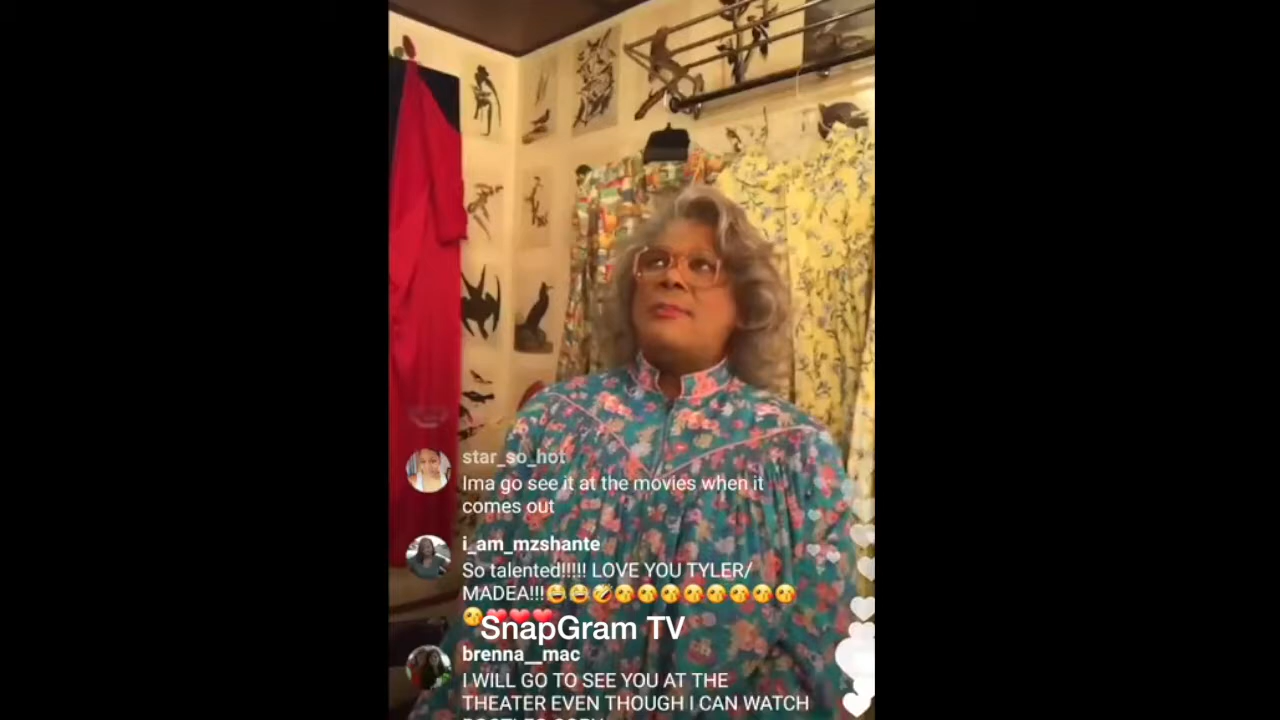 star_so_hot
Ima go see it at the movies when it
comes out
i_am_mzshante
So talented!!!!! LOVE YOU TYLER/
MADEA!!!😂😂🤣😘😘😘😘😘😘😘😘
😘❤❤❤
SnapGram TV
brenna__mac
I WILL GO TO SEE YOU AT THE
THEATER EVEN THOUGH I CAN WATCH